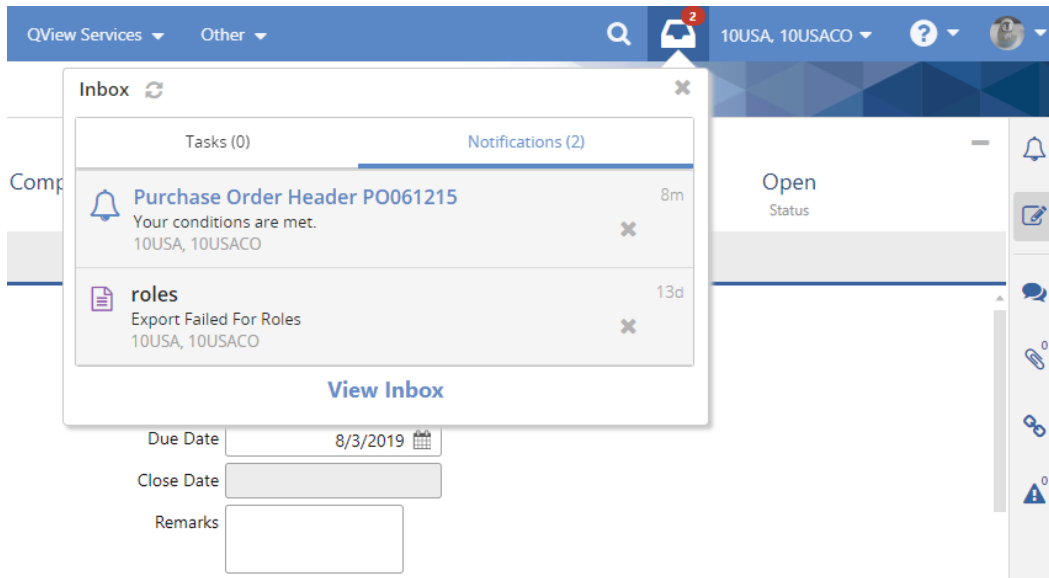 QView Services Other 2 10USA, 10USACO ?
Inbox
Tasks (0) Notifications (2)
Comp
Open
Status
Purchase Order Header PO061215 8m
Your conditions are met.
10USA, 10USACO
roles 13d
Export Failed For Roles
10USA, 10USACO
View Inbox
0
Due Date 8/3/2019
Close Date
0
Remarks